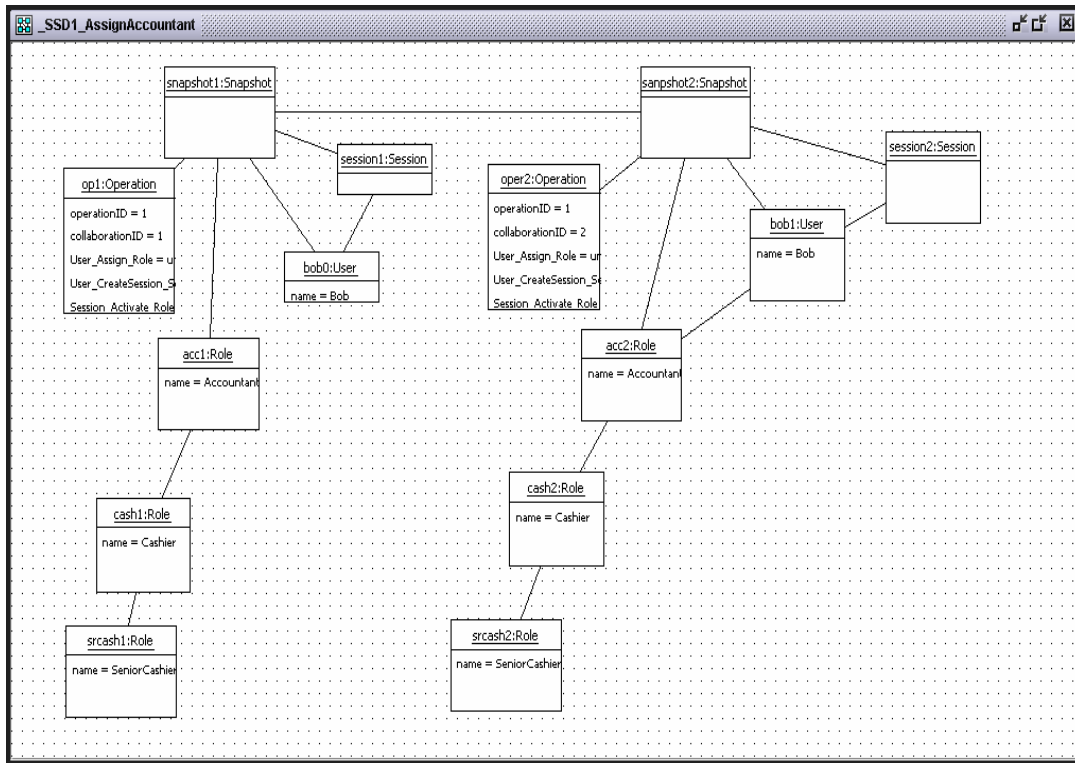 _SSD1_AssignAccountant
snapshot1:Snapshot
sanpshot2:Snapshot
session1:Session
session2:Session
op1:Operation
operationID = 1
collaborationID = 1
User_Assign_Role = ur
User_CreateSession_S
Session_Activate_Role
oper2:Operation
operationID = 1
collaborationID = 2
User_Assign_Role = ur
User_CreateSession_Se
Session_Activate_Role
bob0:User
name = Bob
bob1:User
name = Bob
acc1:Role
name = Accountant
acc2:Role
name = Accountant
cash1:Role
name = Cashier
cash2:Role
name = Cashier
srcash1:Role
name = SeniorCashier
srcash2:Role
name = SeniorCashier